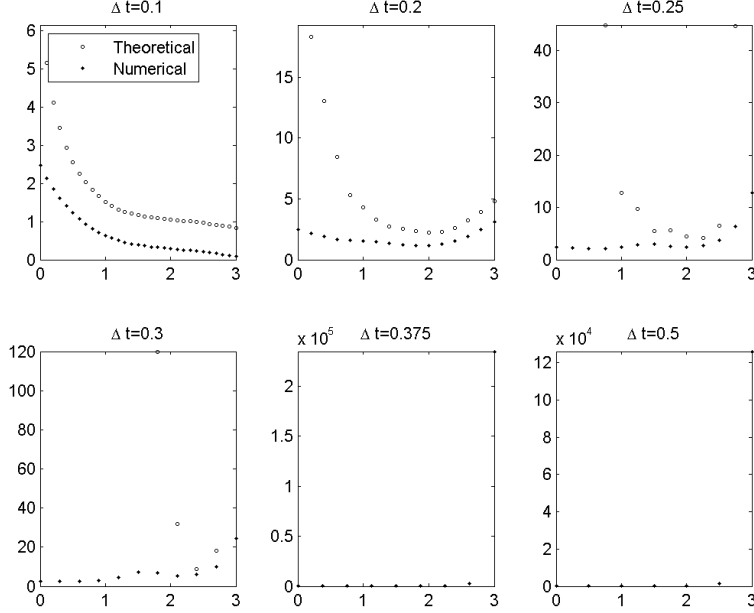 Δ t=0.1
Δ t=0.2
Δ t=0.25
6
5
4
3
2
1
0
Theoretical
Numerical
0 1 2 3
15
10
5
0
0 1 2 3
40
30
20
10
0
0 1 2 3
Δ t=0.3
x 10^5
Δ t=0.375
x 10^4
Δ t=0.5
120
100
80
60
40
20
0
0 1 2 3
2
1.5
1
0.5
0
0 1 2 3
12
10
8
6
4
2
0
0 1 2 3